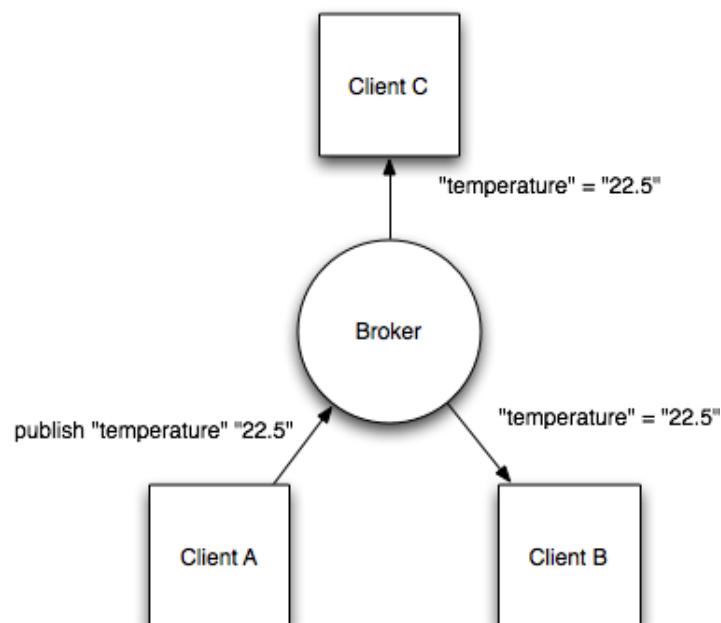 Client C
"temperature" = "22.5"
Broker
publish "temperature" "22.5"
"temperature" = "22.5"
Client A
Client B